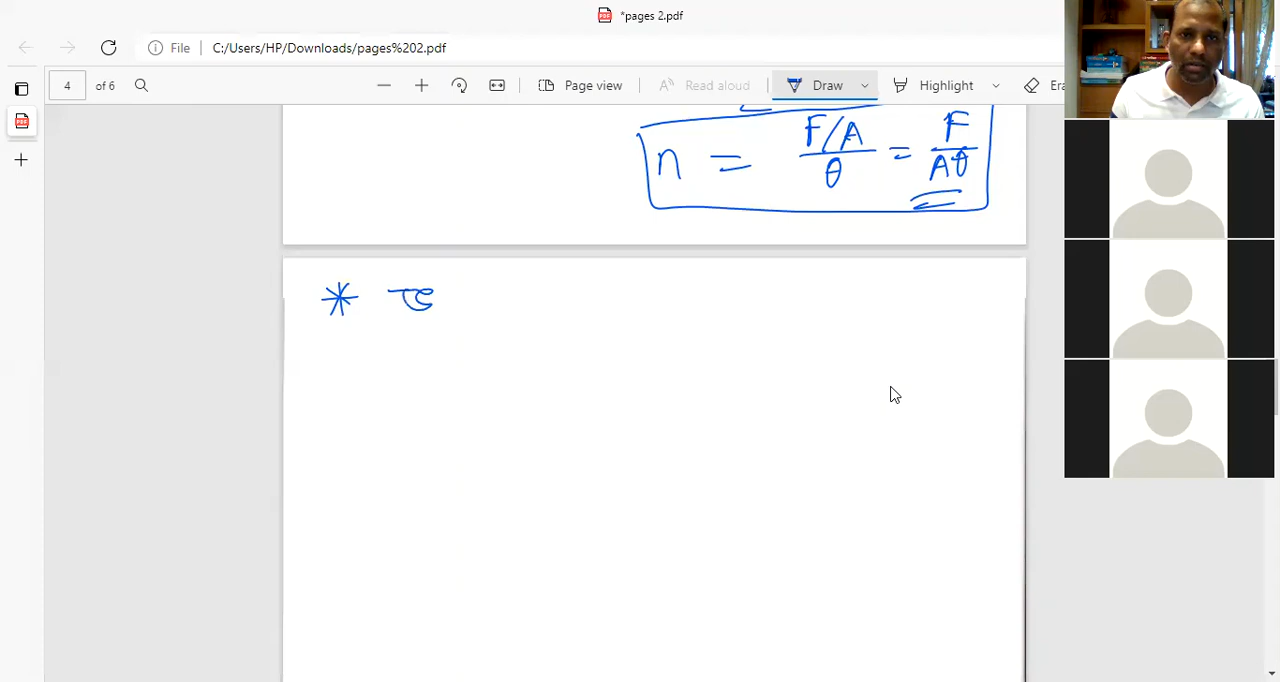 *pages 2.pdf
File | C:/Users/HP/Downloads/pages%202.pdf
4 of 6 Page view Read aloud Draw Highlight Era
n = F/A / θ = F / Aθ
*